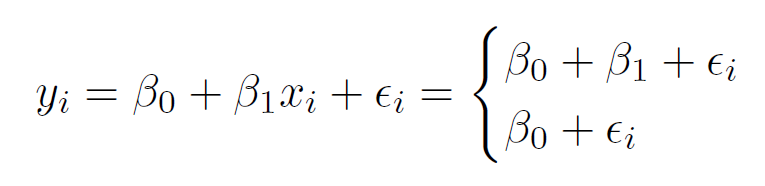 yᵢ = β₀ + β₁xᵢ + ϵᵢ = { β₀ + β₁ + ϵᵢ
β₀ + ϵᵢ